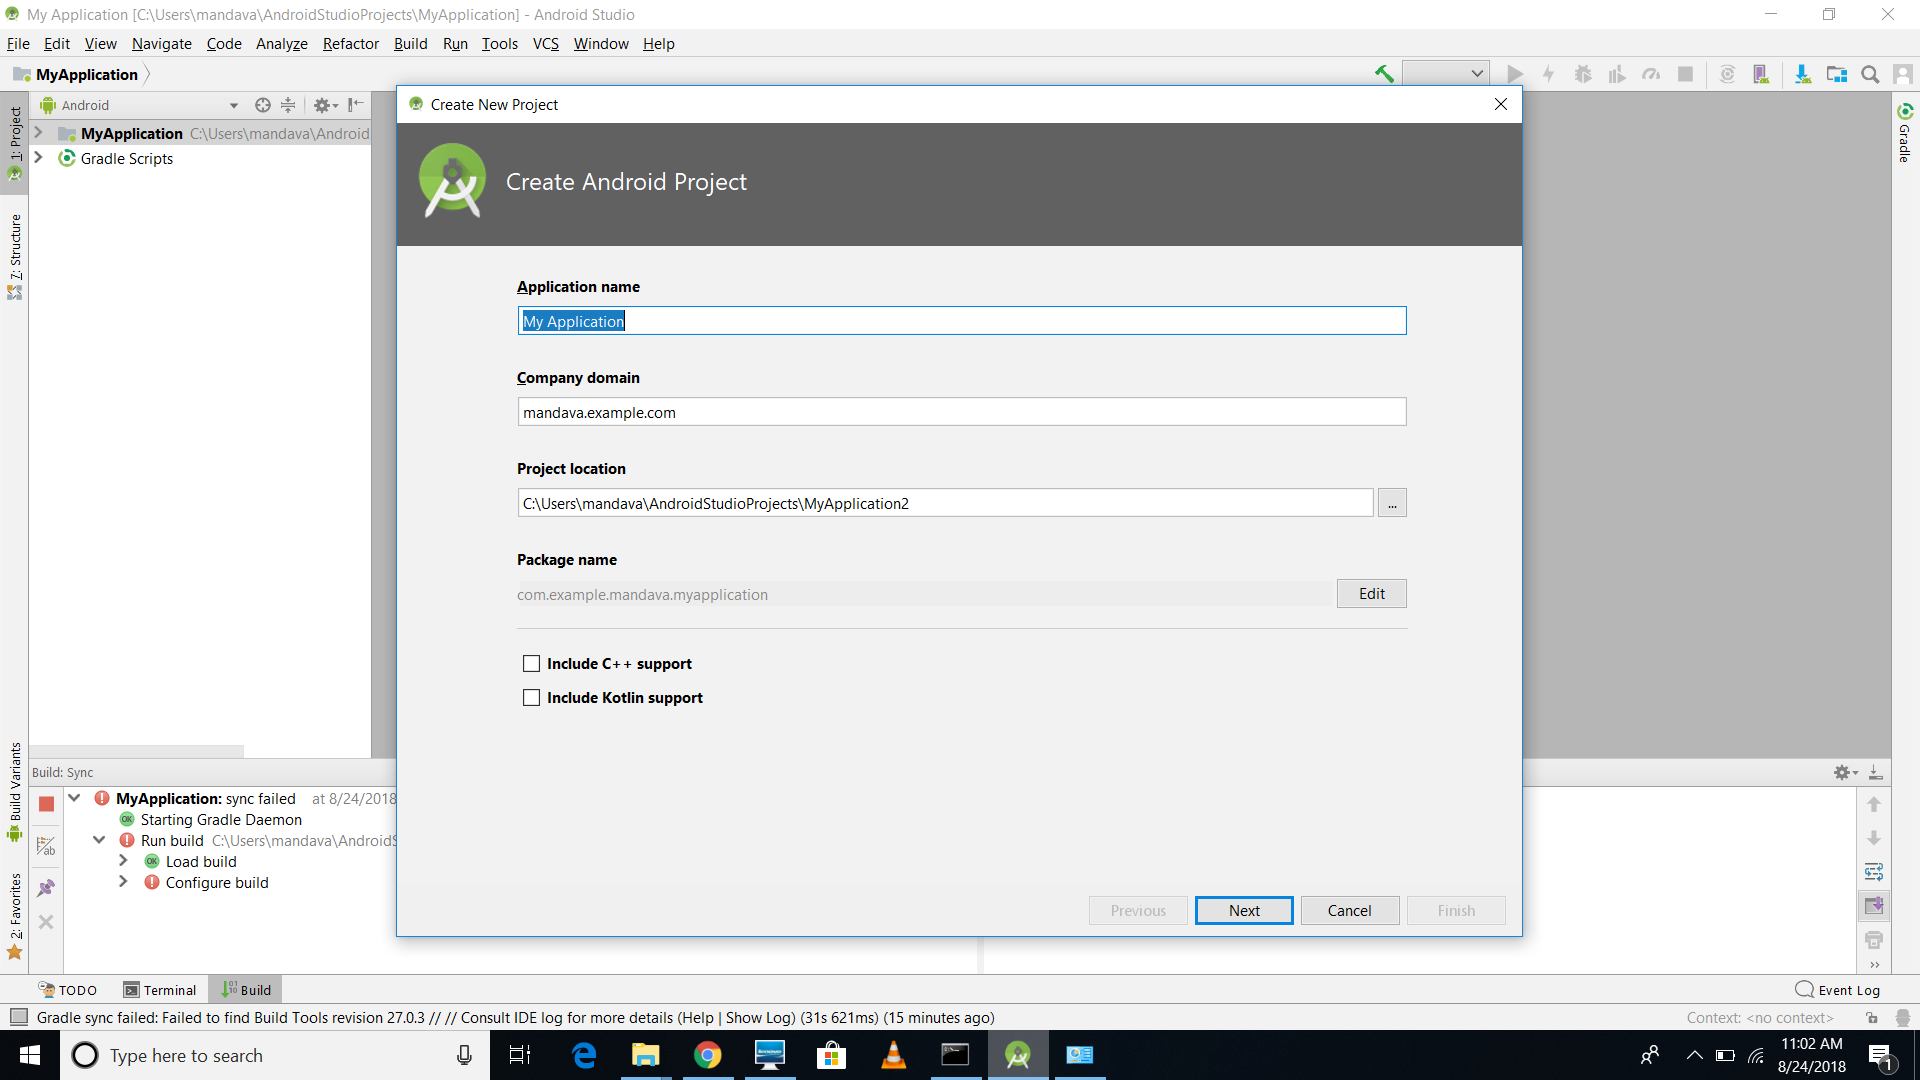 My Application [C:\Users\mandava\AndroidStudioProjects\MyApplication] - Android Studio
File Edit View Navigate Code Analyze Refactor Build Run Tools VCS Window Help
MyApplication
Android
MyApplication C:\Users\mandava\Android
Gradle Scripts
1: Project
7: Structure
Build Variants
2: Favorites
Gradle
Create New Project
Create Android Project
Application name
My Application
Company domain
mandava.example.com
Project location
C:\Users\mandava\AndroidStudioProjects\MyApplication2
...
Package name
com.example.mandava.myapplication
Edit
Include C++ support
Include Kotlin support
Previous Next Cancel Finish
Build: Sync
MyApplication: sync failed at 8/24/2018
OK Starting Gradle Daemon
Run build C:\Users\mandava\AndroidS
OK Load build
Configure build
TODO Terminal Build Event Log
Gradle sync failed: Failed to find Build Tools revision 27.0.3 // // Consult IDE log for more details (Help | Show Log) (31s 621ms) (15 minutes ago)
Context: <no context>
Type here to search
11:02 AM
8/24/2018
1